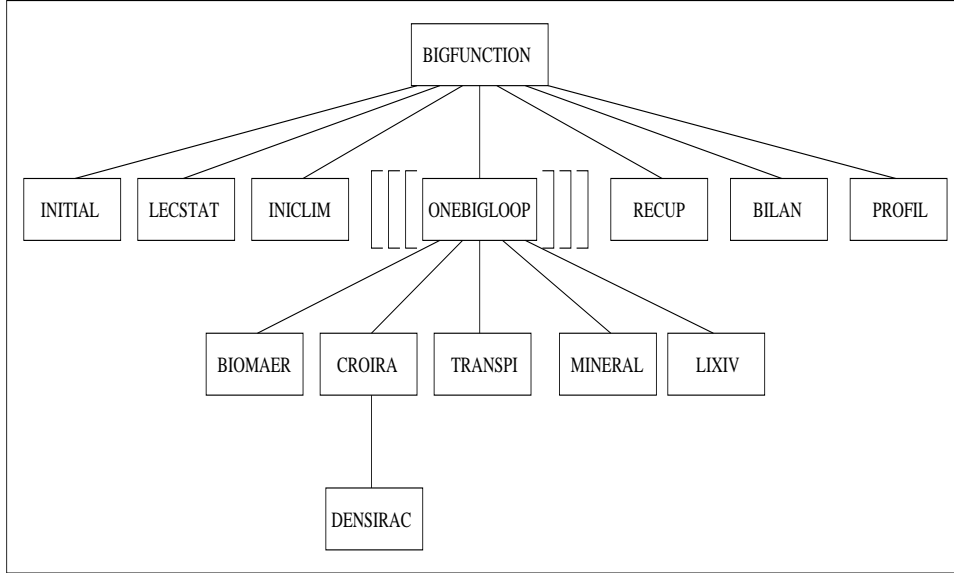 BIGFUNCTION
INITIAL
LECSTAT
INICLIM
ONEBIGLOOP
RECUP
BILAN
PROFIL
BIOMAER
CROIRA
TRANSPI
MINERAL
LIXIV
DENSIRAC